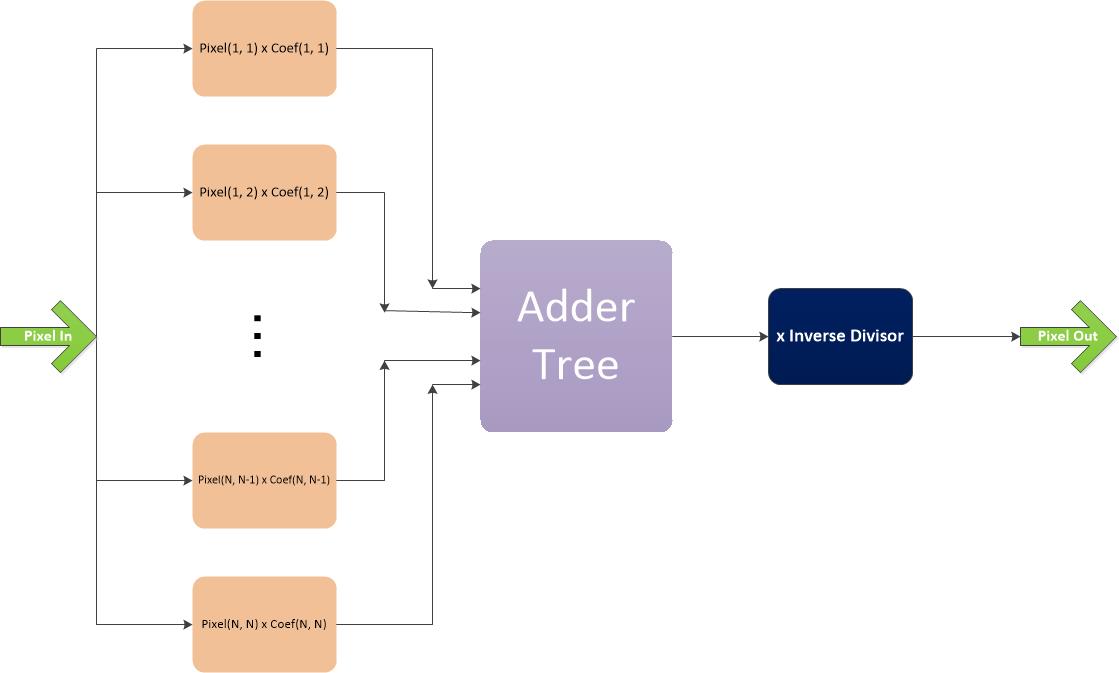 Pixel(1, 1) x Coef(1, 1)
Pixel(1, 2) x Coef(1, 2)
Pixel In
Adder
Tree
x Inverse Divisor
Pixel Out
Pixel(N, N-1) x Coef(N, N-1)
Pixel(N, N) x Coef(N, N)